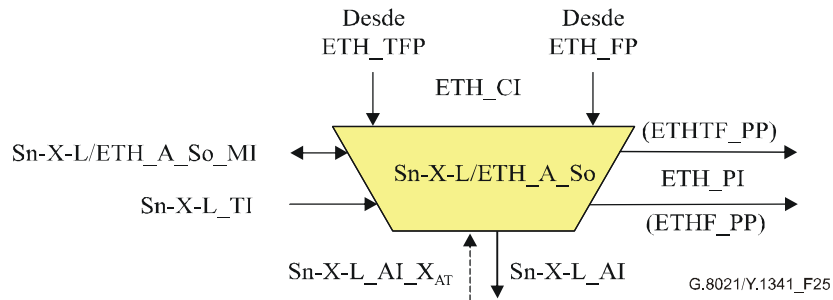 Desde
ETH_TFP
Desde
ETH_FP
ETH_CI
(ETHTF_PP)
Sn-X-L/ETH_A_So_MI
Sn-X-L/ETH_A_So
ETH_PI
Sn-X-L_TI
(ETHF_PP)
Sn-X-L_AI_X_AT
Sn-X-L_AI
G.8021/Y.1341_F25